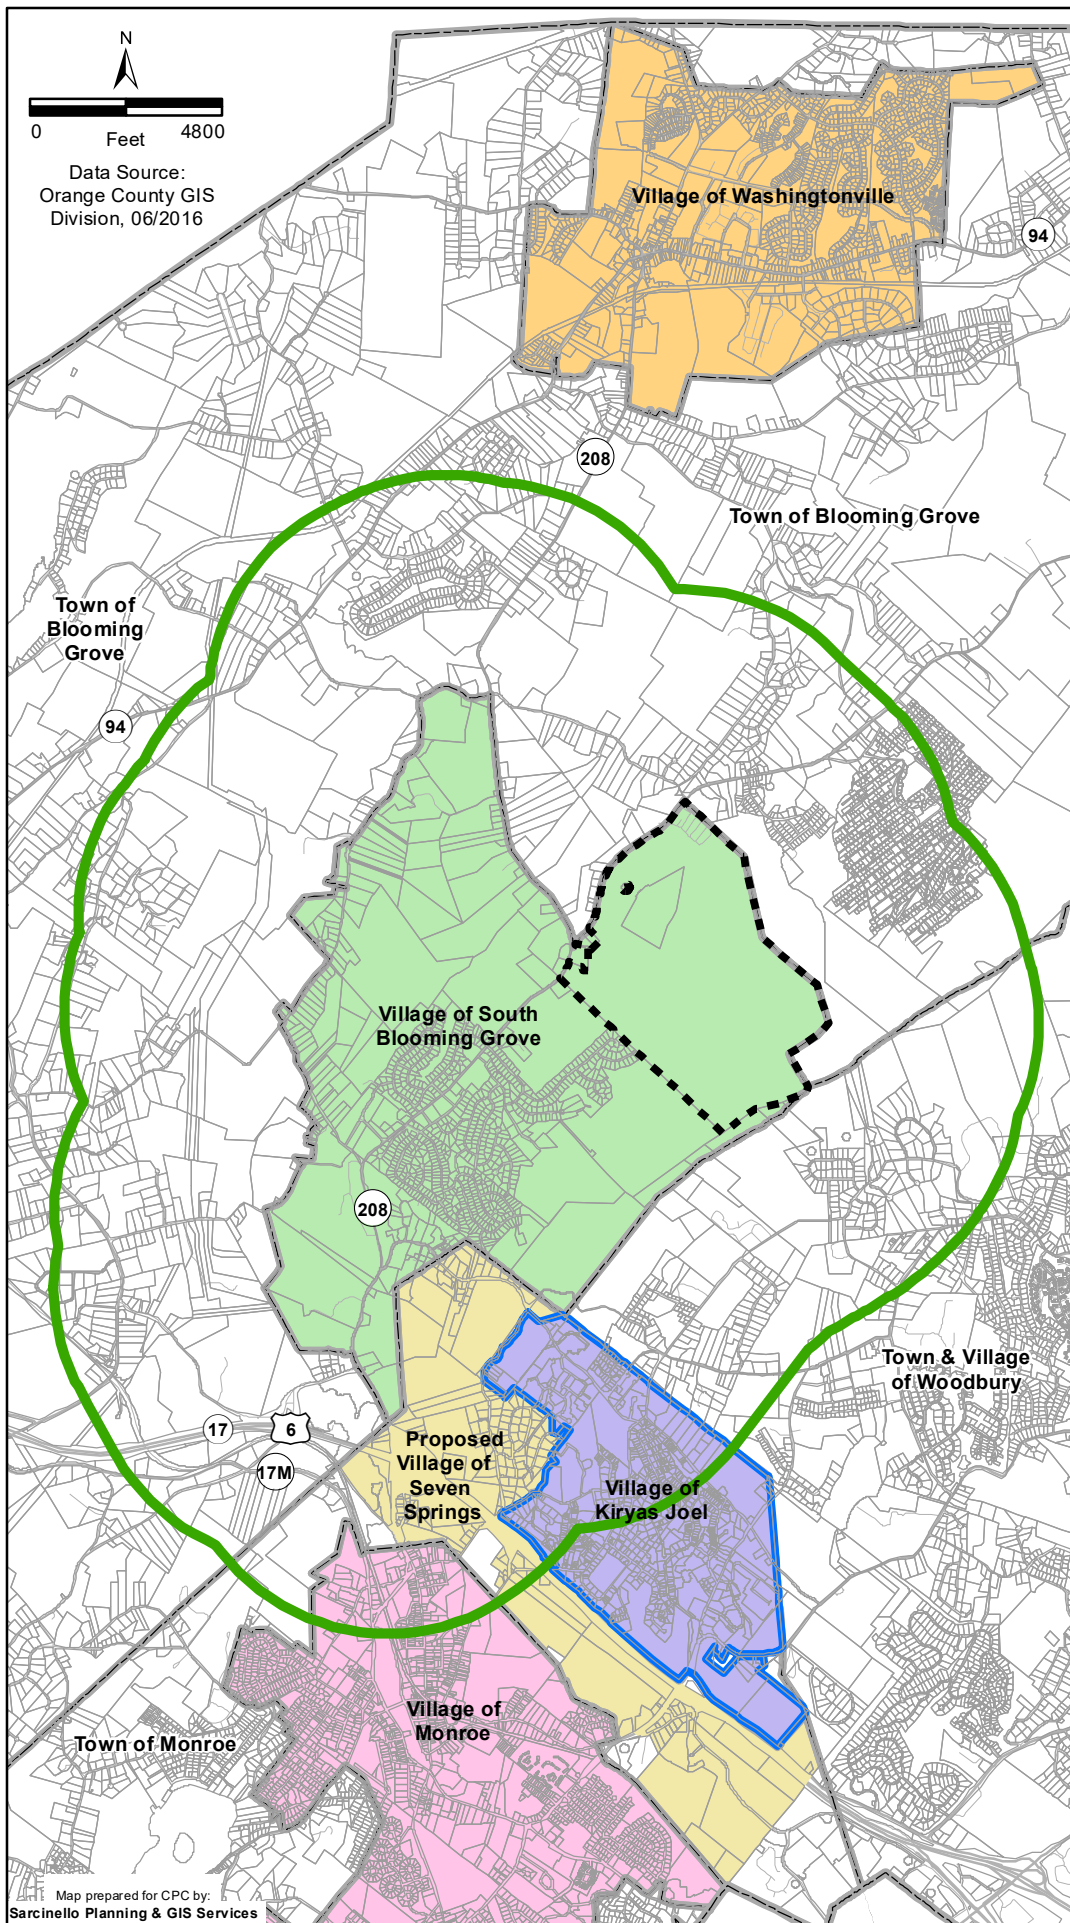 N
0 4800
Feet
Data Source:
Orange County GIS
Division, 06/2016
Village of Washingtonville
94
208
Town of Blooming Grove
Town of
Blooming
Grove
94
Village of South
Blooming Grove
208
Town & Village
of Woodbury
17
6
17M
Proposed
Village of
Seven
Springs
Village of
Kiryas Joel
Village of
Monroe
Town of Monroe
Map prepared for CPC by:
Sarcinello Planning & GIS Services